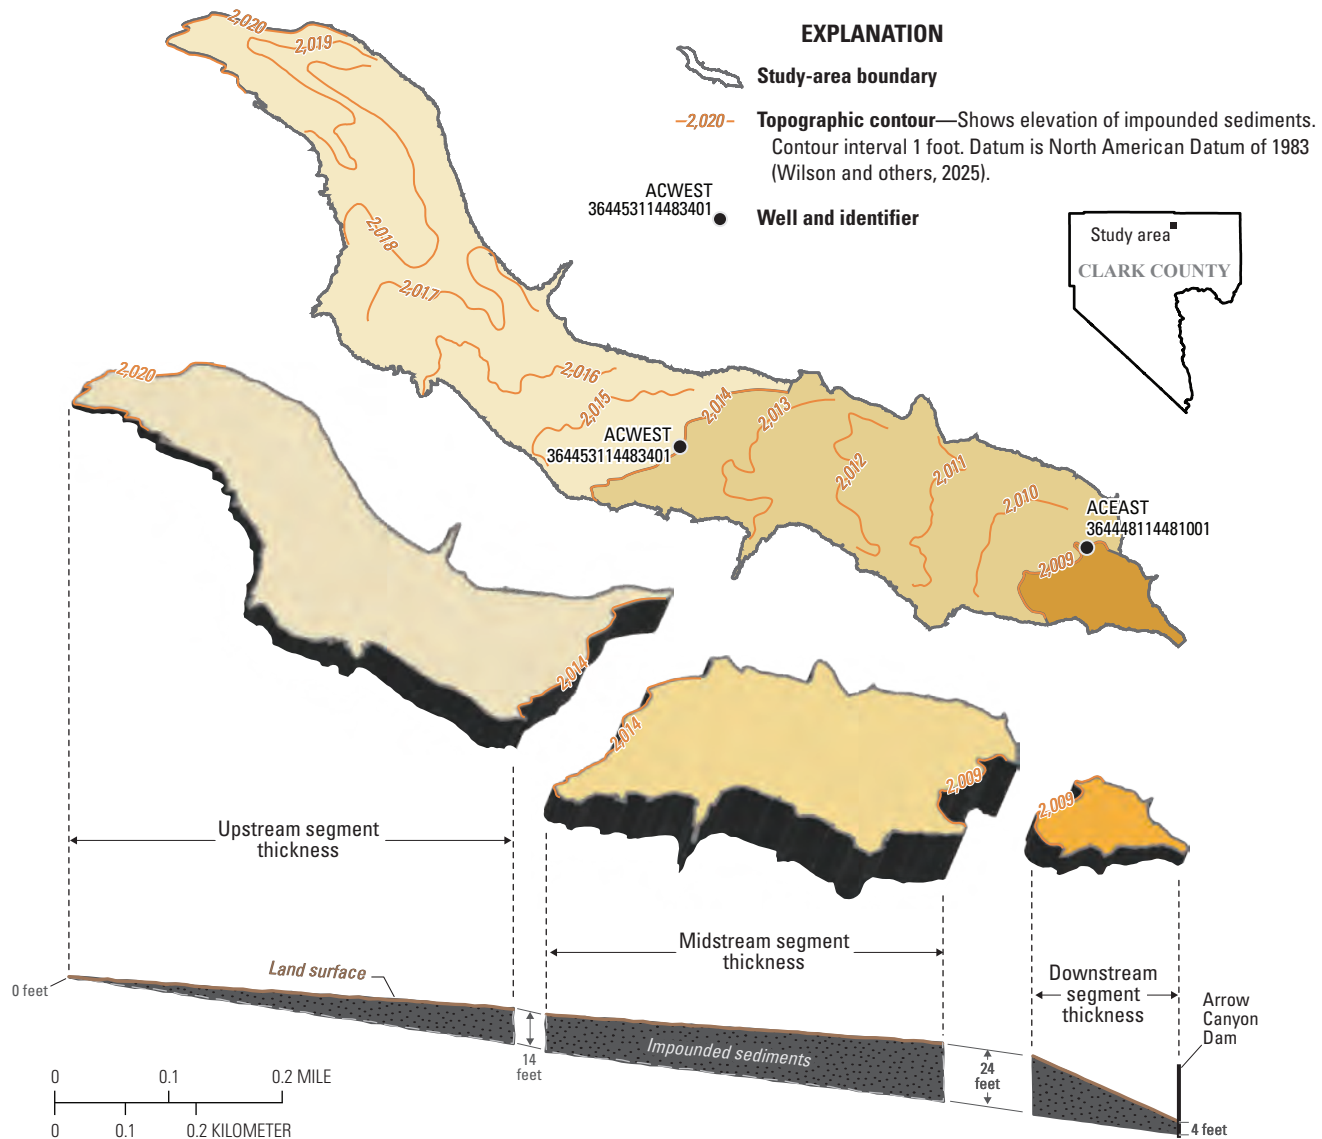 EXPLANATION
Study-area boundary
–2,020–
Topographic contour—Shows elevation of impounded sediments.
Contour interval 1 foot. Datum is North American Datum of 1983
(Wilson and others, 2025).
ACWEST
364453114483401
Well and identifier
Study area
CLARK COUNTY
2,020
2,019
2,018
2,017
2,016
2,015
2,014
2,013
2,012
2,011
2,010
2,009
ACWEST
364453114483401
ACEAST
364448114481001
2,020
2,014
2,014
2,009
2,009
Upstream segment
thickness
Midstream segment
thickness
Downstream
segment
thickness
Arrow
Canyon
Dam
0 feet
Land surface
14
feet
Impounded sediments
24
feet
4 feet
0 0.1 0.2 MILE
0 0.1 0.2 KILOMETER